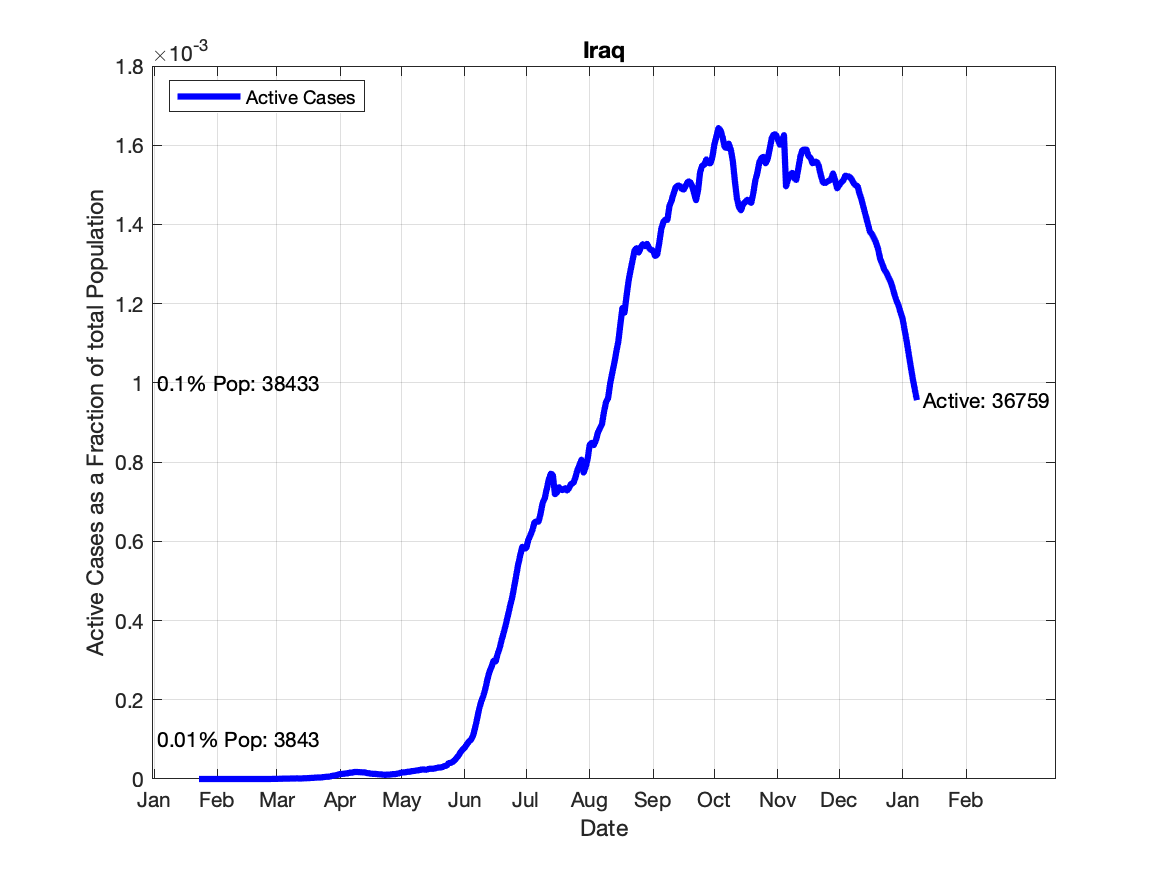 Iraq
×10-3
1.8
1.6
1.4
1.2
1
0.8
0.6
0.4
0.2
0
Active Cases
0.1% Pop: 38433
Active: 36759
0.01% Pop: 3843
Active Cases as a Fraction of total Population
Jan Feb Mar Apr May Jun Jul Aug Sep Oct Nov Dec Jan Feb
Date